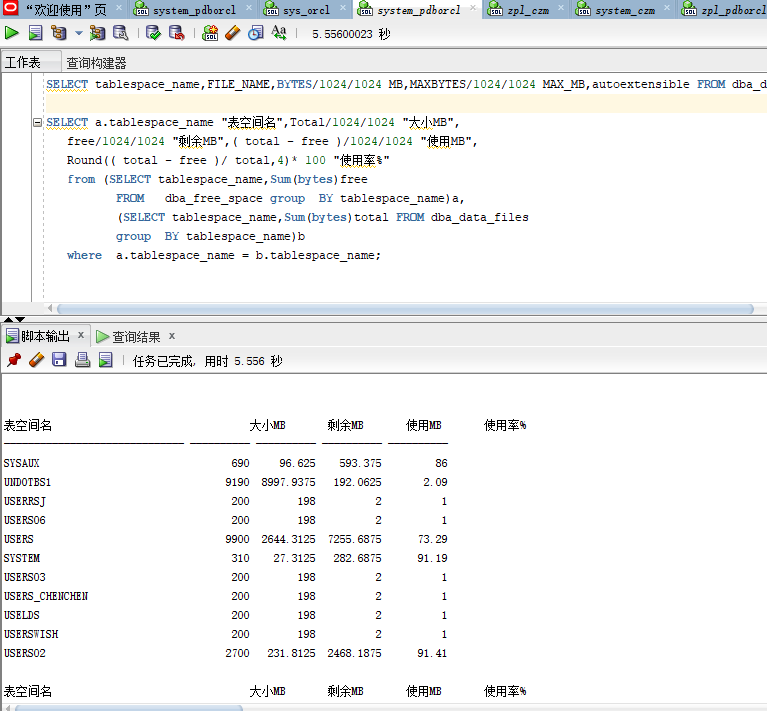 “欢迎使用”页 system_pdborcl sys_orcl system_pdborcl zpl_czm system_czm zpl_pdborcl
5.55600023 秒
工作表 查询构建器
SELECT tablespace_name,FILE_NAME,BYTES/1024/1024 MB,MAXBYTES/1024/1024 MAX_MB,autoextensible FROM dba_d
SELECT a.tablespace_name "表空间名",Total/1024/1024 "大小MB",
free/1024/1024 "剩余MB",( total - free )/1024/1024 "使用MB",
Round(( total - free )/ total,4)* 100 "使用率%"
from (SELECT tablespace_name,Sum(bytes)free
FROM dba_free_space group BY tablespace_name)a,
(SELECT tablespace_name,Sum(bytes)total FROM dba_data_files
group BY tablespace_name)b
where a.tablespace_name = b.tablespace_name;
脚本输出 x 查询结果 x
任务已完成, 用时 5.556 秒
表空间名 大小MB 剩余MB 使用MB 使用率%
SYSAUX 690 96.625 593.375 86
UNDOTBS1 9190 8997.9375 192.0625 2.09
USERRSJ 200 198 2 1
USERS06 200 198 2 1
USERS 9900 2644.3125 7255.6875 73.29
SYSTEM 310 27.3125 282.6875 91.19
USERS03 200 198 2 1
USERS_CHENCHEN 200 198 2 1
USELDS 200 198 2 1
USERSWISH 200 198 2 1
USERS02 2700 231.8125 2468.1875 91.41
表空间名 大小MB 剩余MB 使用MB 使用率%